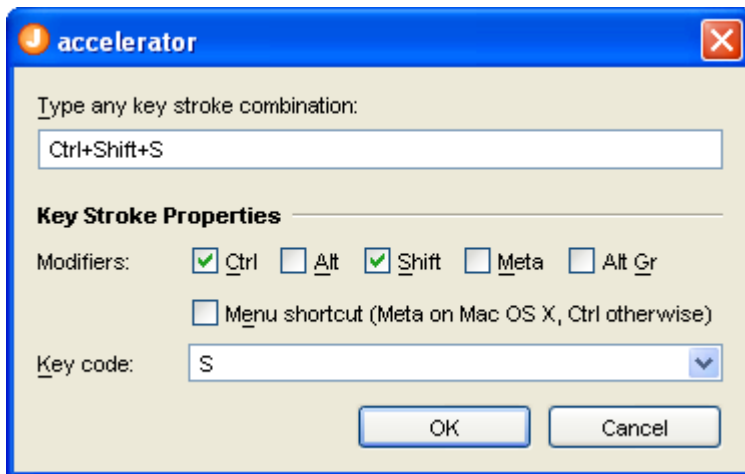 accelerator
Type any key stroke combination:
Ctrl+Shift+S
Key Stroke Properties
Modifiers: Ctrl Alt Shift Meta Alt Gr
Menu shortcut (Meta on Mac OS X, Ctrl otherwise)
Key code: S
OK Cancel